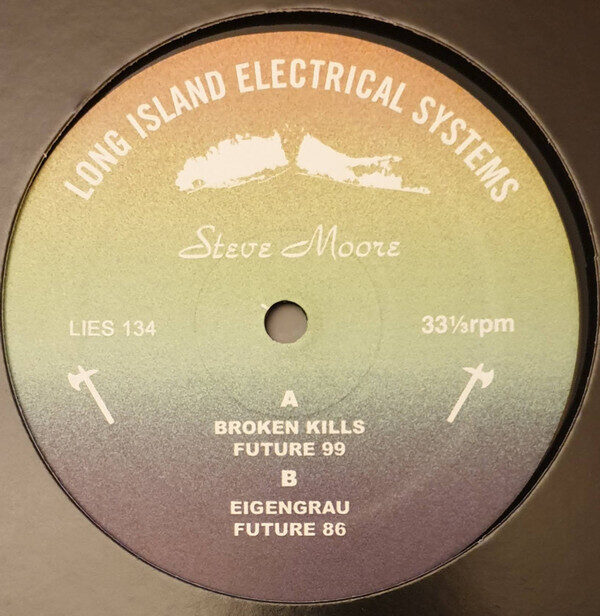 LONG ISLAND ELECTRICAL SYSTEMS
Steve Moore
LIES 134
33⅓rpm
A
BROKEN KILLS
FUTURE 99
B
EIGENGRAU
FUTURE 86